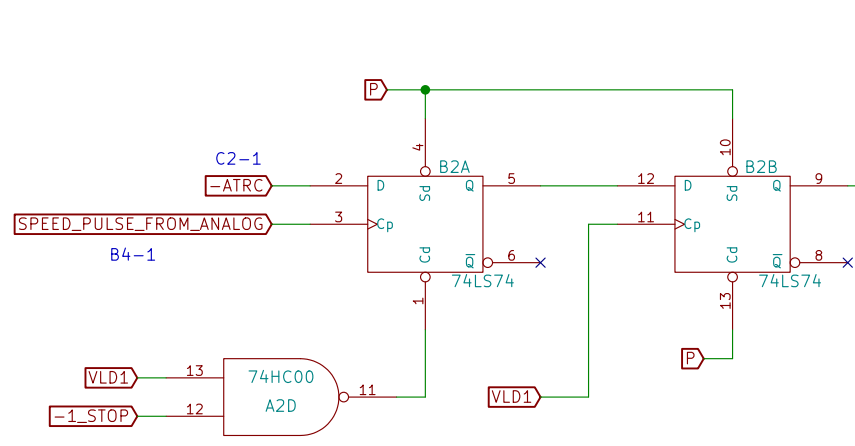 P
C2-1
-ATRC
2
4
B2A
D
Sd
Q
5
SPEED_PULSE_FROM_ANALOG
3
Cp
B4-1
Cd
Q
6
74LS74
1
10
B2B
12
D
Sd
Q
9
11
Cp
Cd
Q
8
74LS74
13
P
VLD1
13
-1_STOP
12
74HC00
A2D
11
VLD1